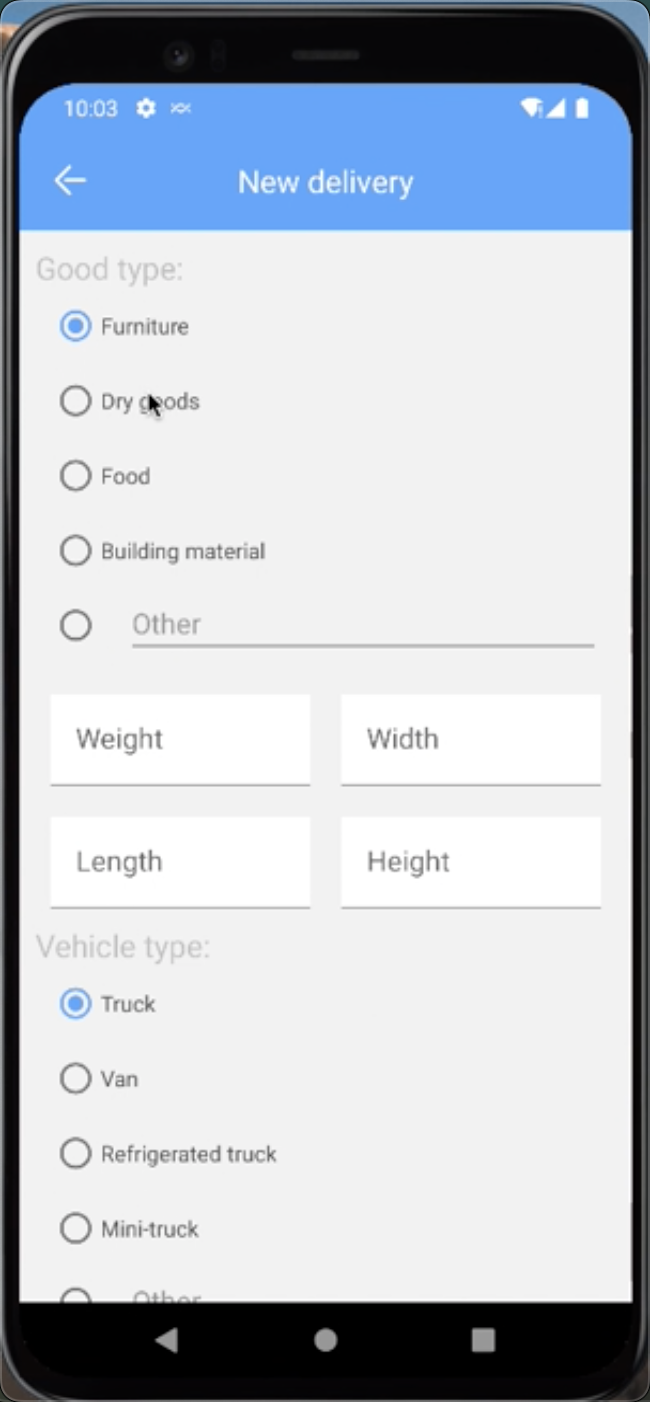 10:03
New delivery
Good type:
Furniture
Dry goods
Food
Building material
Other
Weight Width
Length Height
Vehicle type:
Truck
Van
Refrigerated truck
Mini-truck
Other